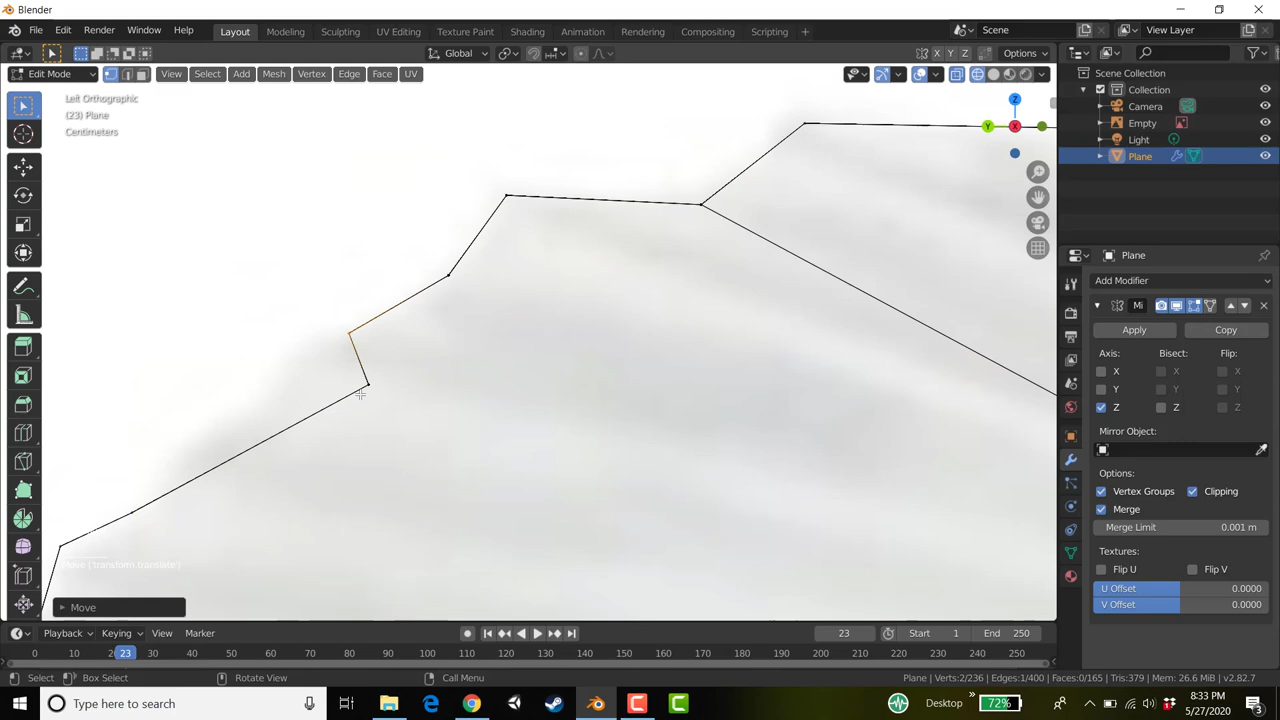 Blender
File Edit Render Window Help
Layout Modeling Sculpting UV Editing Texture Paint Shading Animation Rendering Compositing Scripting +
Scene
View Layer
Global
X Y Z
Options
Edit Mode
View Select Add Mesh Vertex Edge Face UV
Left Orthographic
(23) Plane
Centimeters
Z
Y
X
Scene Collection
Collection
Camera
Empty
Light
Plane
Plane
Add Modifier
Mi
Apply
Copy
Axis:
Bisect:
Flip:
X X X
Y Y Y
Z Z Z
Mirror Object:
Options:
Vertex Groups
Clipping
Merge
Merge Limit 0.001 m
Textures:
Flip U
Flip V
U Offset 0.0000
V Offset 0.0000
Move ('transform.translate')
Move
Playback Keying View Marker
23
Start 1
End 250
0 10 23 30 40 50 60 70 80 90 100 110 120 130 140 150 160 170 180 190 200 210 220 230 240 250
Select
Box Select
Rotate View
Call Menu
Plane | Verts:2/236 | Edges:1/400 | Faces:0/165 | Tris:379 | Mem: 26.6 MiB | v2.82.7
Type here to search
Desktop
72%
8:33 PM
5/27/2020
3